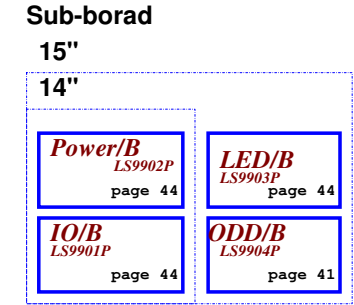 Sub-borad
15"
14"
Power/B
LS9902P
page 44
LED/B
LS9903P
page 44
IO/B
LS9901P
page 44
ODD/B
LS9904P
page 41